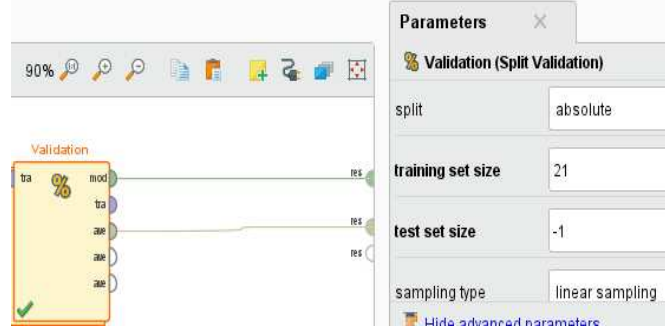 Parameters
90%
Validation (Split Validation)
split
absolute
Validation
tra
mod
res
training set size
21
tra
ave
res
test set size
-1
ave
res
ave
sampling type
linear sampling
Hide advanced parameters